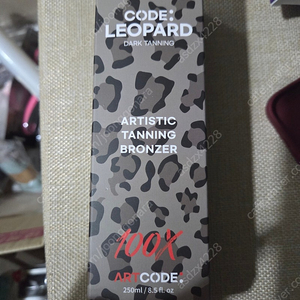 CODE:
LEOPARD
DARK TANNING
ARTISTIC
TANNING
BRONZER
100X
ARTCODE:
250ml / 8.5 fl. oz